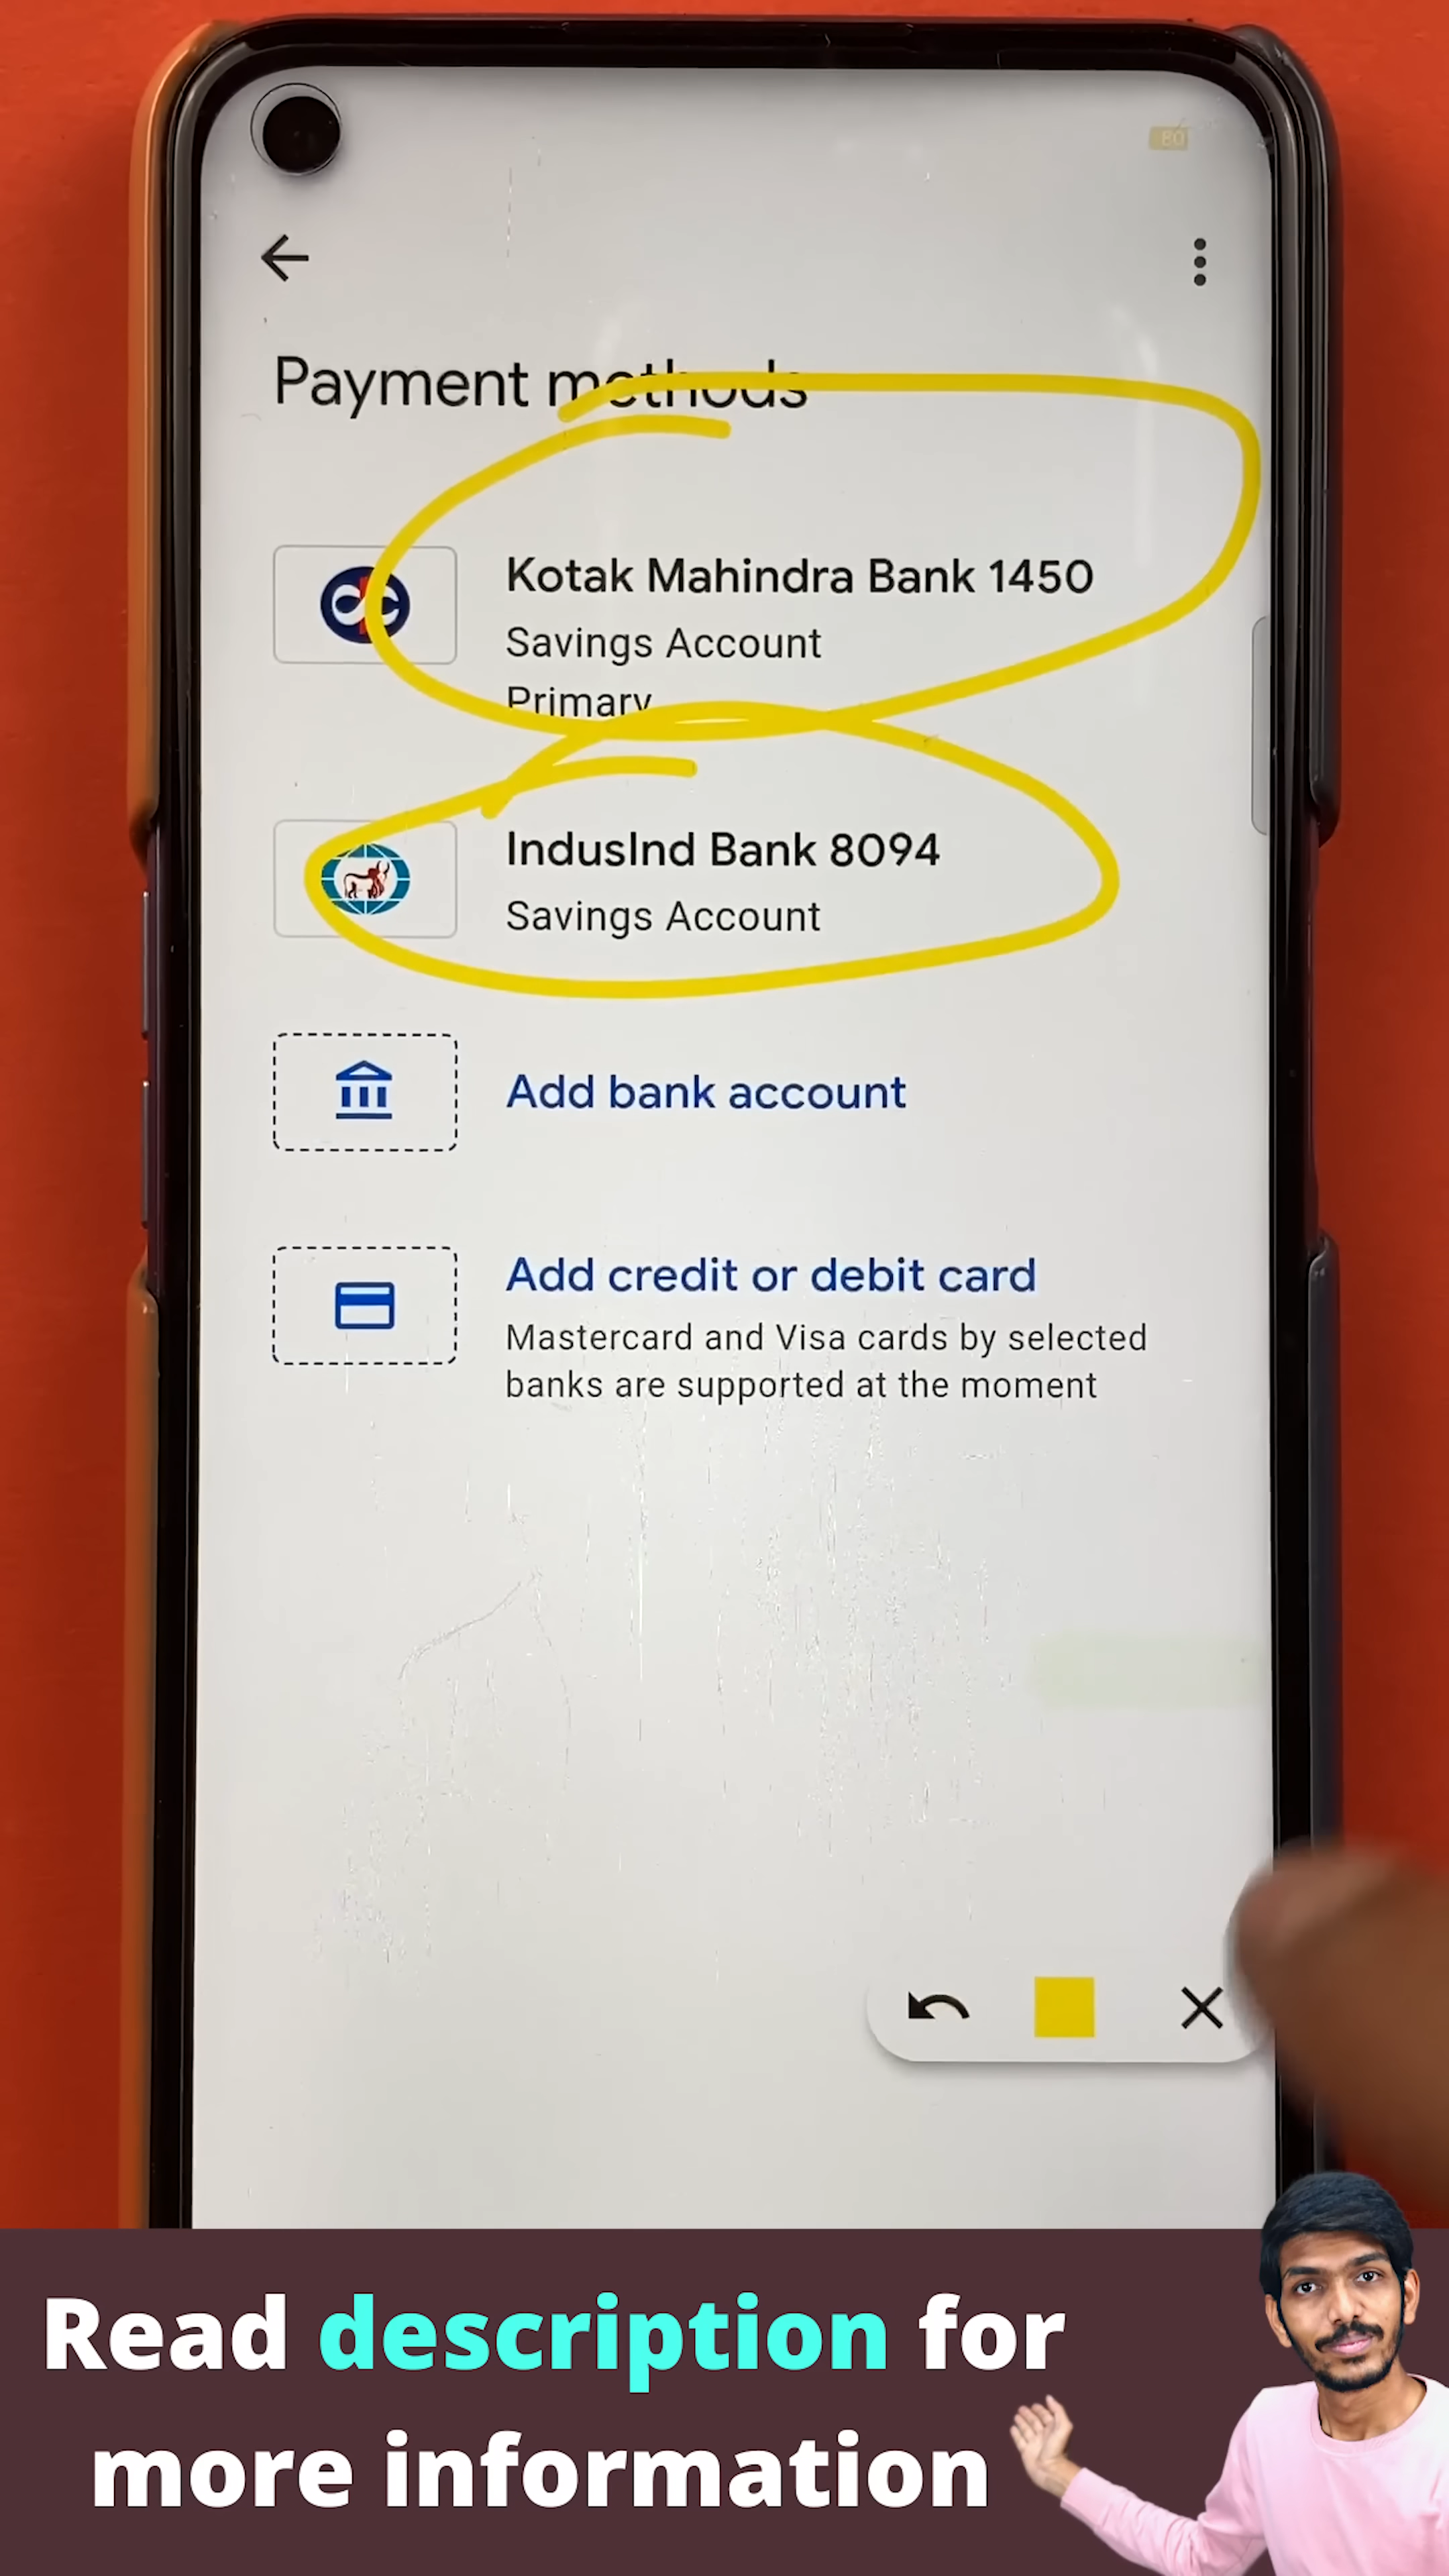 80
Payment methods
Kotak Mahindra Bank 1450
Savings Account
Primary
IndusInd Bank 8094
Savings Account
Add bank account
Add credit or debit card
Mastercard and Visa cards by selected
banks are supported at the moment
Read description for
more information